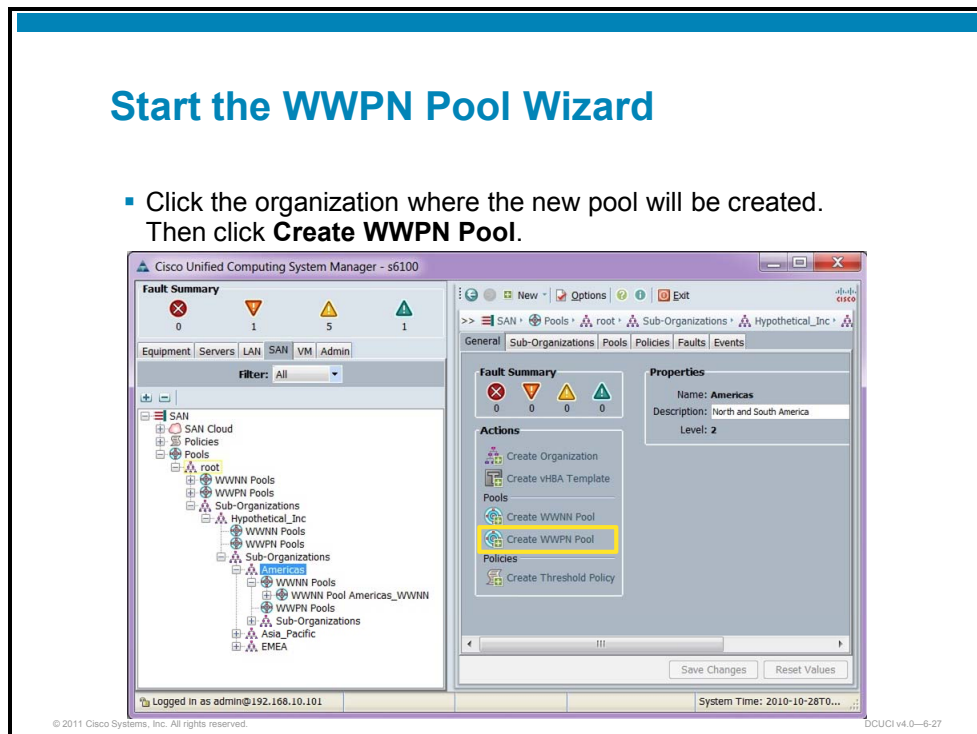 Start the WWPN Pool Wizard
▪ Click the organization where the new pool will be created.
Then click Create WWPN Pool.
Cisco Unified Computing System Manager - s6100
Fault Summary
0 1 5 1
Equipment Servers LAN SAN VM Admin
Filter: All
SAN
SAN Cloud
Policies
Pools
root
WWNN Pools
WWPN Pools
Sub-Organizations
Hypothetical_Inc
WWNN Pools
WWPN Pools
Sub-Organizations
Americas
WWNN Pools
WWNN Pool Americas_WWNN
WWPN Pools
Sub-Organizations
Asia_Pacific
EMEA
New Options Exit
cisco
>> SAN Pools root Sub-Organizations Hypothetical_Inc
General Sub-Organizations Pools Policies Faults Events
Fault Summary
0 0 0 0
Actions
Create Organization
Create vHBA Template
Pools
Create WWNN Pool
Create WWPN Pool
Policies
Create Threshold Policy
Properties
Name: Americas
Description: North and South America
Level: 2
Save Changes Reset Values
Logged in as admin@192.168.10.101
System Time: 2010-10-28T0...
© 2011 Cisco Systems, Inc. All rights reserved.
DCUCI v4.0—6-27